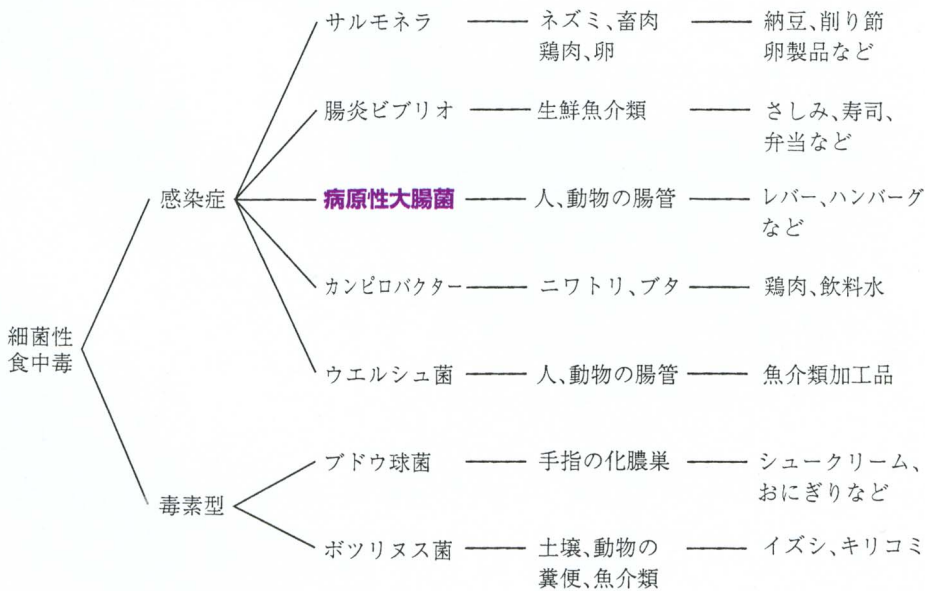 サルモネラ
ネズミ、畜肉
鶏肉、卵
納豆、削り節
卵製品など
腸炎ビブリオ
生鮮魚介類
さしみ、寿司、
弁当など
感染症
病原性大腸菌
人、動物の腸管
レバー、ハンバーグ
など
カンピロバクター
ニワトリ、ブタ
鶏肉、飲料水
細菌性
食中毒
ウエルシュ菌
人、動物の腸管
魚介類加工品
毒素型
ブドウ球菌
手指の化膿巣
シュークリーム、
おにぎりなど
ボツリヌス菌
土壌、動物の
糞便、魚介類
イズシ、キリコミ